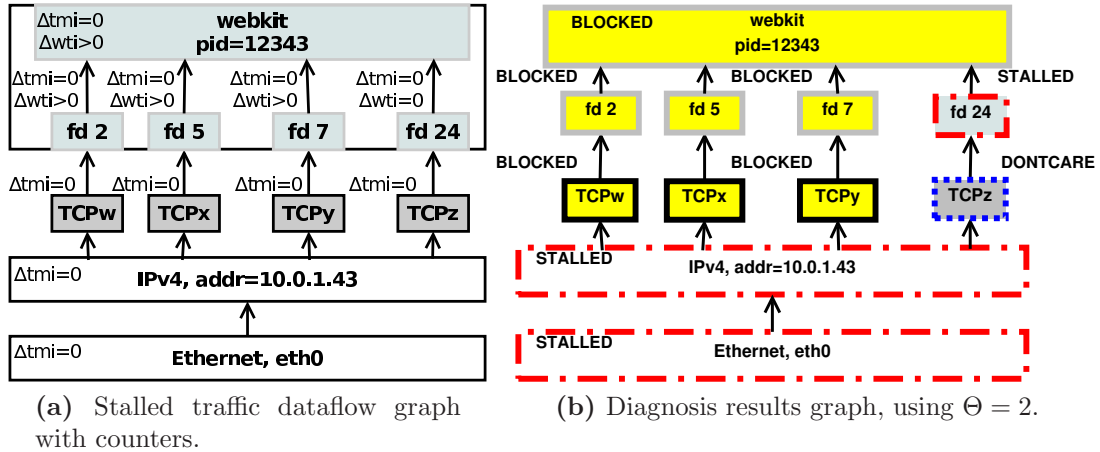 Δtmi=0
Δwti>0
webkit
pid=12343
Δtmi=0 Δtmi=0 Δtmi=0 Δtmi=0
Δwti>0 Δwti>0 Δwti>0 Δwti=0
fd 2 fd 5 fd 7 fd 24
Δtmi=0 Δtmi=0 Δtmi=0 Δtmi=0
TCPw TCPx TCPy TCPz
Δtmi=0 IPv4, addr=10.0.1.43
Δtmi=0 Ethernet, eth0
(a) Stalled traffic dataflow graph
with counters.
BLOCKED webkit
pid=12343
BLOCKED BLOCKED STALLED
fd 2 fd 5 fd 7 fd 24
BLOCKED BLOCKED DONTCARE
TCPw TCPx TCPy TCPz
STALLED
IPv4, addr=10.0.1.43
STALLED
Ethernet, eth0
(b) Diagnosis results graph, using Θ = 2.